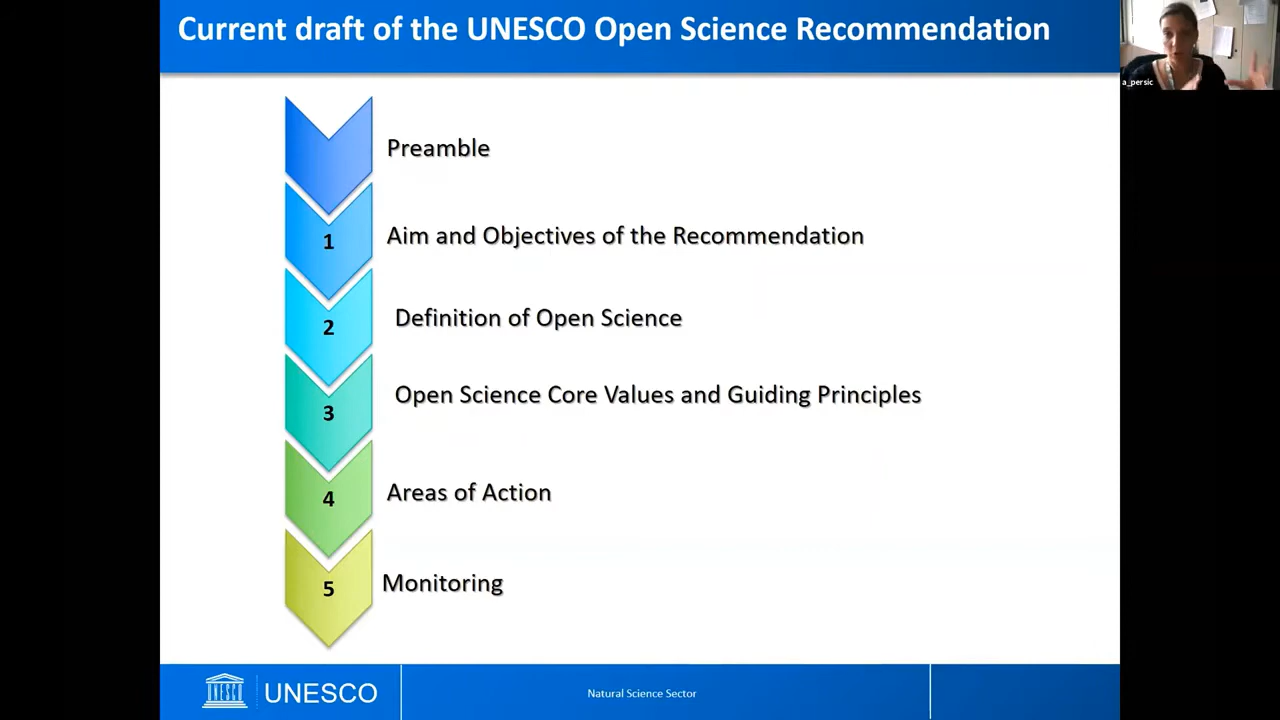 Current draft of the UNESCO Open Science Recommendation
a_persic
Preamble
1
Aim and Objectives of the Recommendation
2
Definition of Open Science
3
Open Science Core Values and Guiding Principles
4
Areas of Action
5
Monitoring
UNESCO
UNESCO
Natural Science Sector